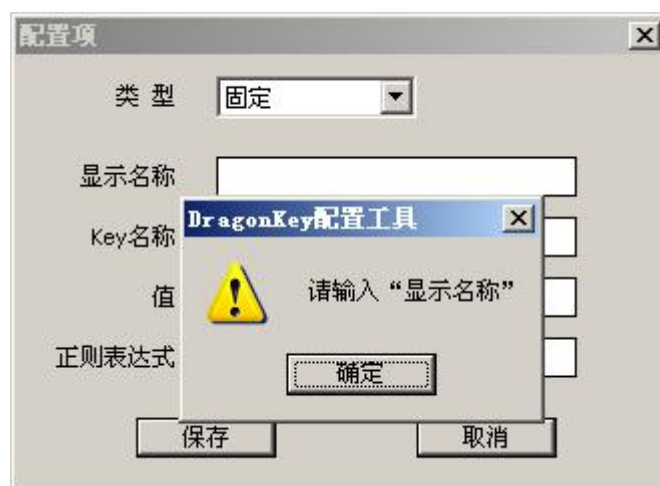 配置项
类 型
固定
显示名称
Key名称
值
正则表达式
保存
取消
DragonKey配置工具
请输入“显示名称”
确定